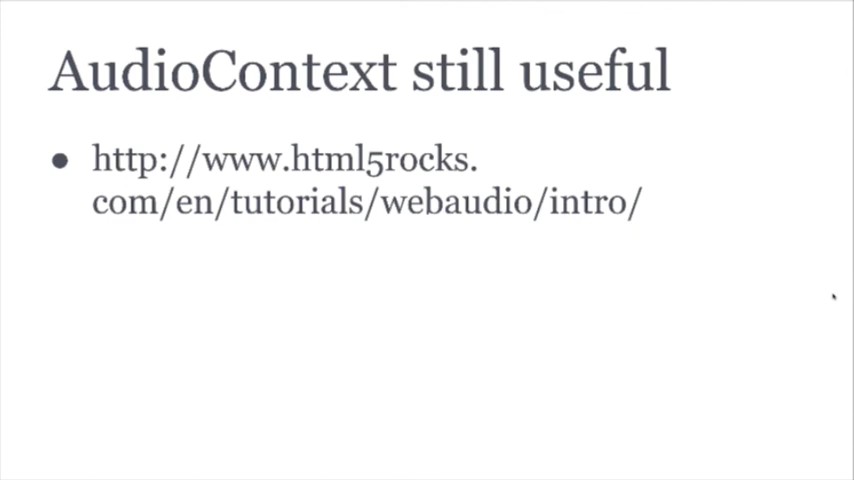 AudioContext still useful
● http://www.html5rocks.
com/en/tutorials/webaudio/intro/